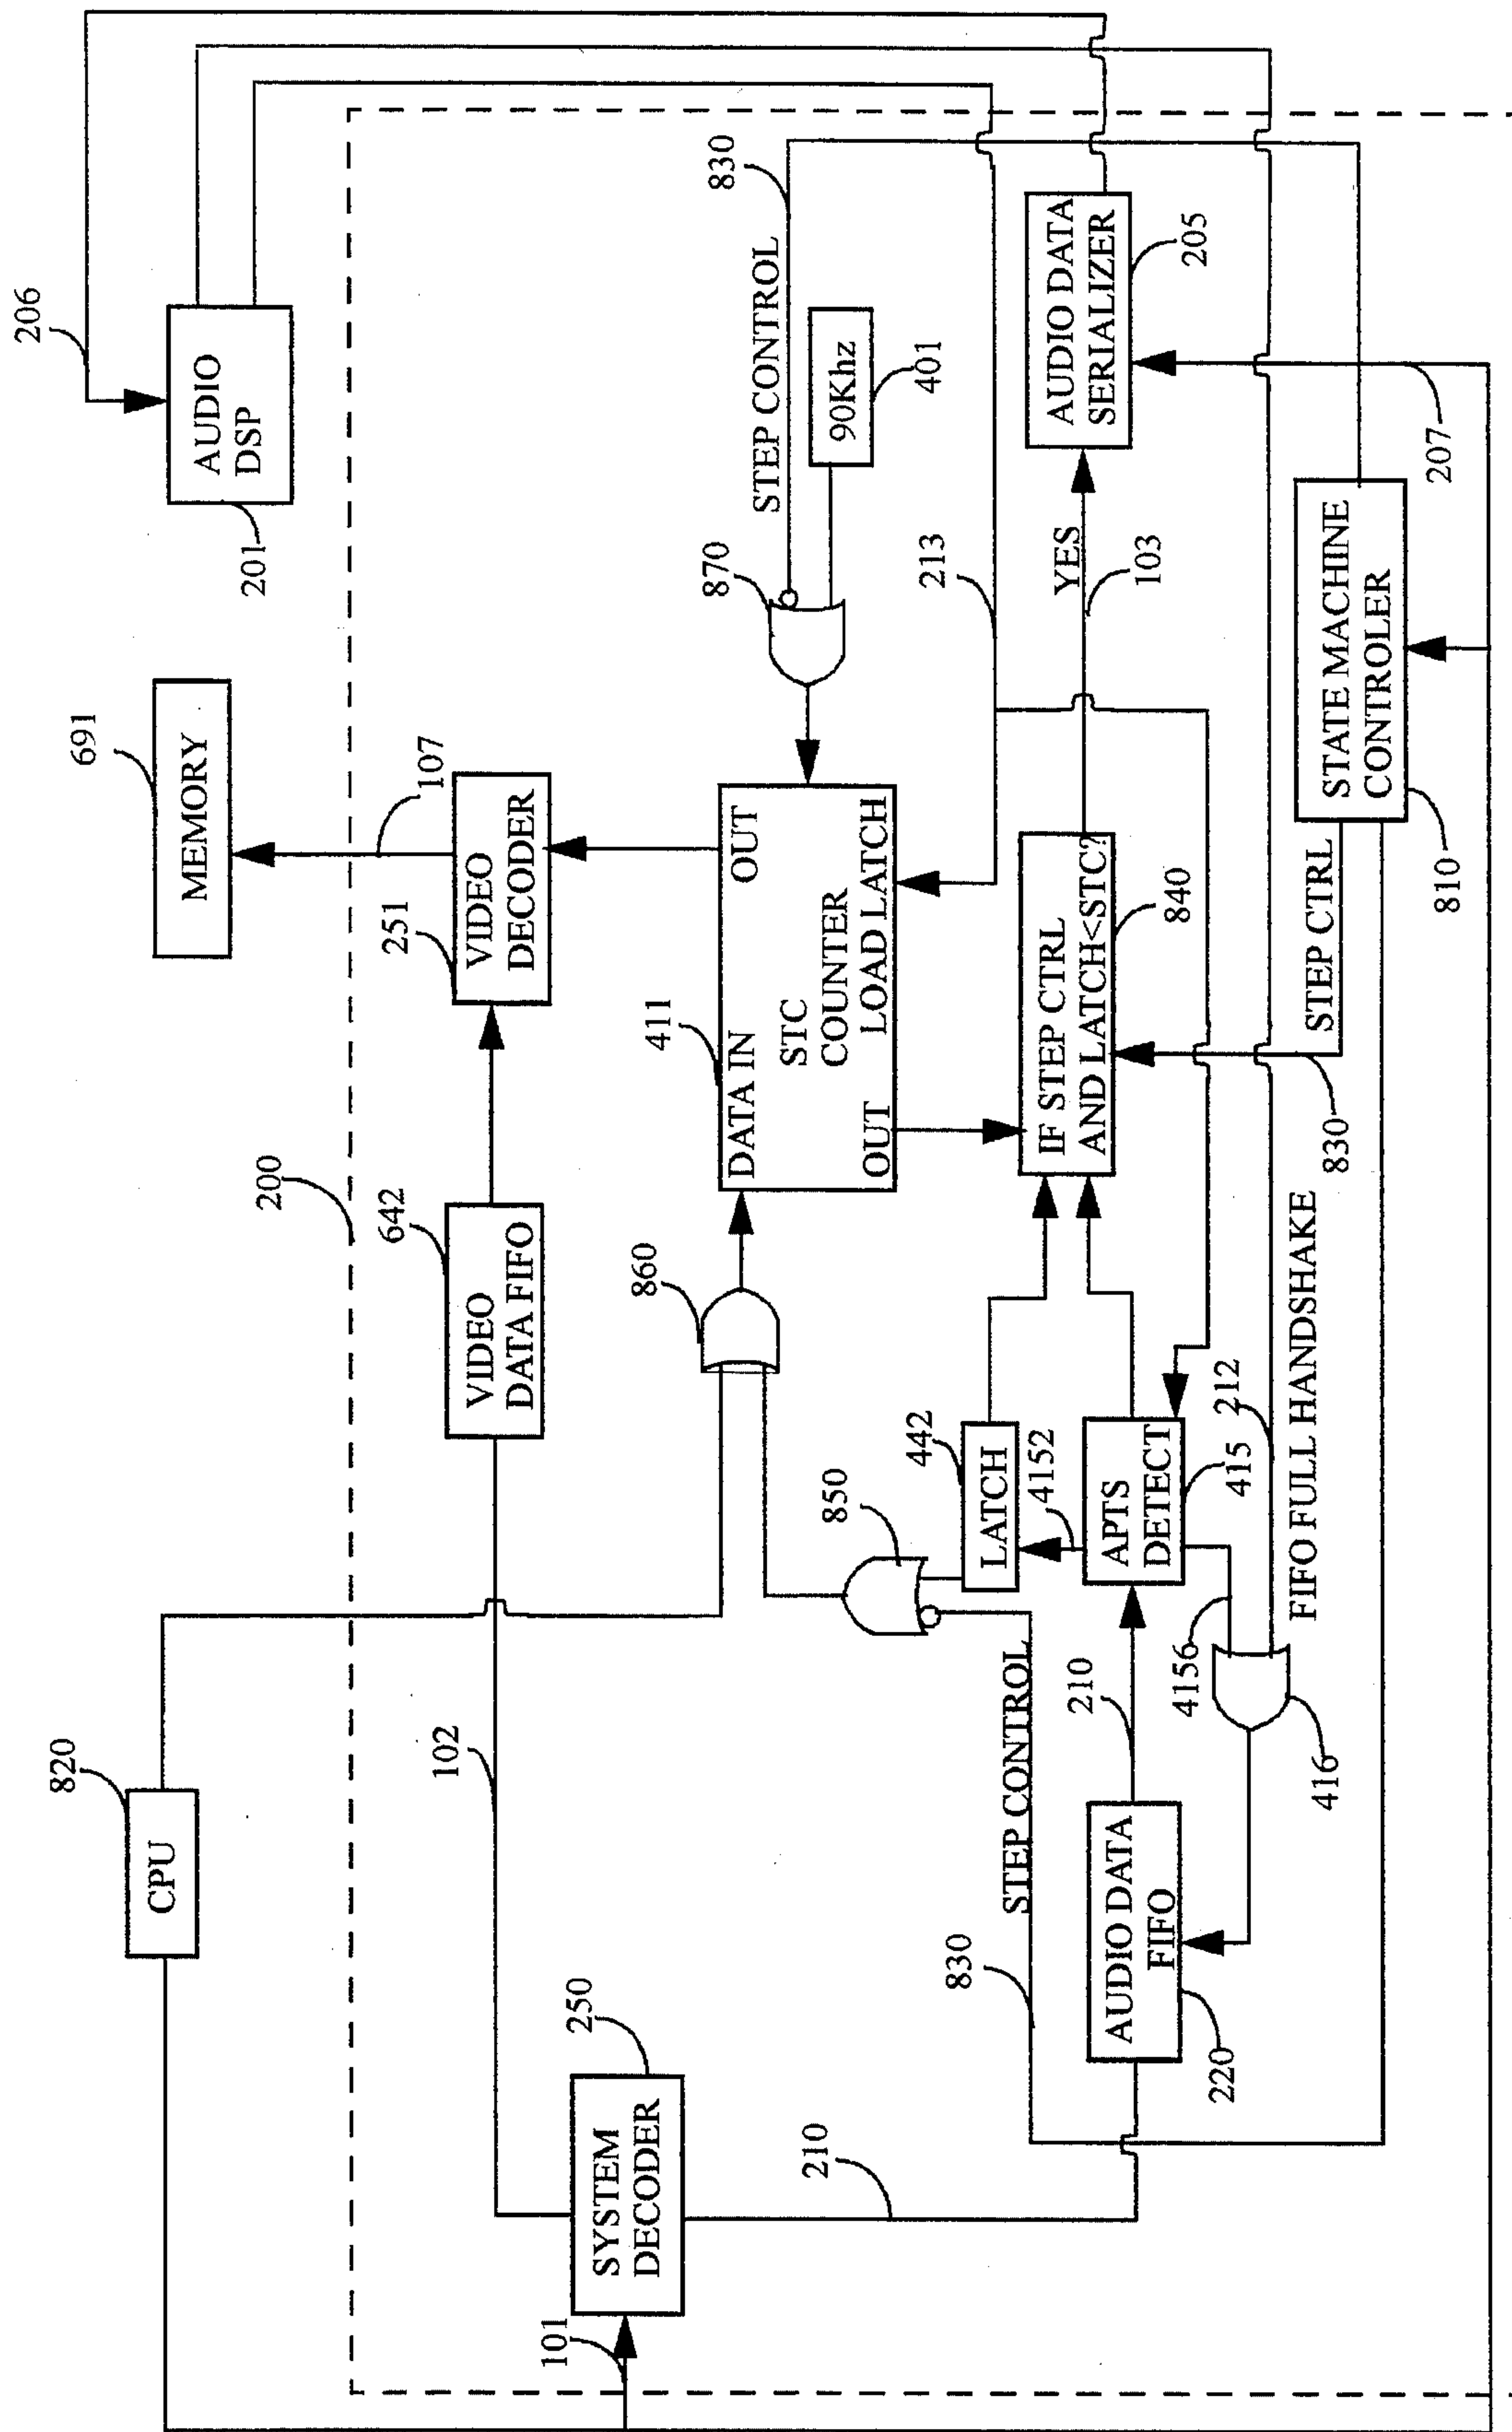 820
CPU
691
MEMORY
206
AUDIO
DSP
201
200
102
642
VIDEO
DATA FIFO
251
VIDEO
DECODER
107
101
250
SYSTEM
DECODER
210
860
411
DATA IN
OUT
STC
COUNTER
LOAD LATCH
OUT
870
STEP CONTROL
830
90Khz
401
850
442
LATCH
4152
213
STEP CONTROL
830
210
AUDIO DATA
FIFO
220
APTS
DETECT
415
4156
416
212
FIFO FULL HANDSHAKE
IF STEP CTRL
AND LATCH<STC?
840
YES
103
AUDIO DATA
SERIALIZER
205
830
STEP CTRL
STATE MACHINE
CONTROLER
810
207